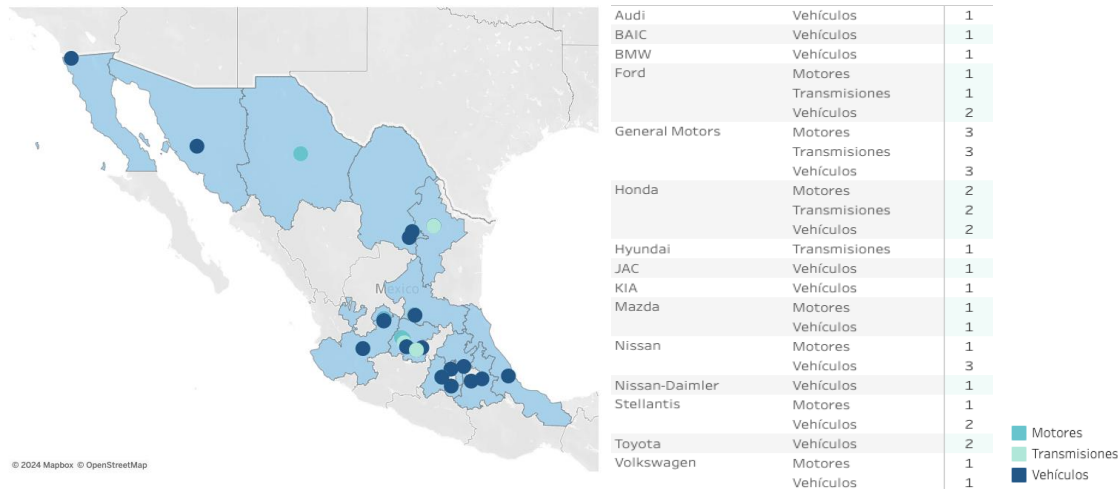 Mexico
© 2024 Mapbox © OpenStreetMap
Audi Vehículos 1
BAIC Vehículos 1
BMW Vehículos 1
Ford Motores 1
Transmisiones 1
Vehículos 2
General Motors Motores 3
Transmisiones 3
Vehículos 3
Honda Motores 2
Transmisiones 2
Vehículos 2
Hyundai Transmisiones 1
JAC Vehículos 1
KIA Vehículos 1
Mazda Motores 1
Vehículos 1
Nissan Motores 1
Vehículos 3
Nissan-Daimler Vehículos 1
Stellantis Motores 1
Vehículos 2
Toyota Vehículos 2
Volkswagen Motores 1
Vehículos 1
Motores
Transmisiones
Vehículos